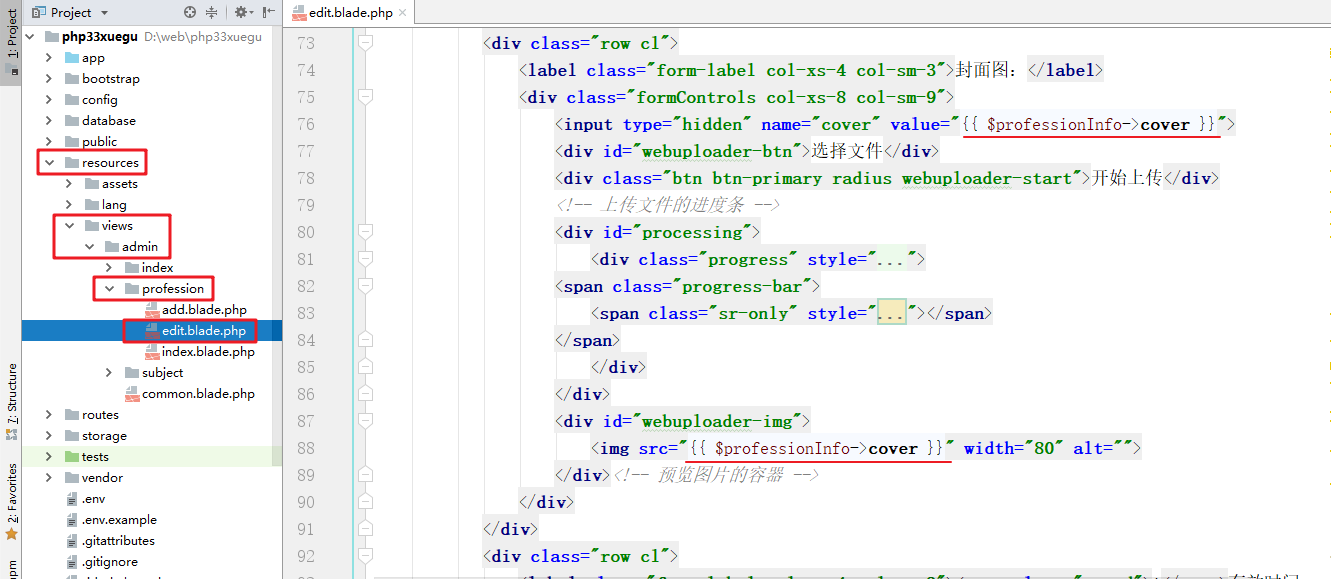 Project
edit.blade.php
1: Project
7: Structure
2: Favorites
php33xuegu D:\web\php33xuegu
app
bootstrap
config
database
public
resources
assets
lang
views
admin
index
profession
add.blade.php
edit.blade.php
index.blade.php
subject
common.blade.php
routes
storage
tests
vendor
.env
.env.example
.gitattributes
.gitignore
73 <div class="row cl">
74 <label class="form-label col-xs-4 col-sm-3">封面图：</label>
75 <div class="formControls col-xs-8 col-sm-9">
76 <input type="hidden" name="cover" value="{{ $professionInfo->cover }}">
77 <div id="webuploader-btn">选择文件</div>
78 <div class="btn btn-primary radius webuploader-start">开始上传</div>
79 <!-- 上传文件的进度条 -->
80 <div id="processing">
81 <div class="progress" style="...">
82 <span class="progress-bar">
83 <span class="sr-only" style="..."></span>
84 </span>
85 </div>
86 </div>
87 <div id="webuploader-img">
88 <img src="{{ $professionInfo->cover }}" width="80" alt="">
89 </div><!-- 预览图片的容器 -->
90 </div>
91 </div>
92 <div class="row cl">